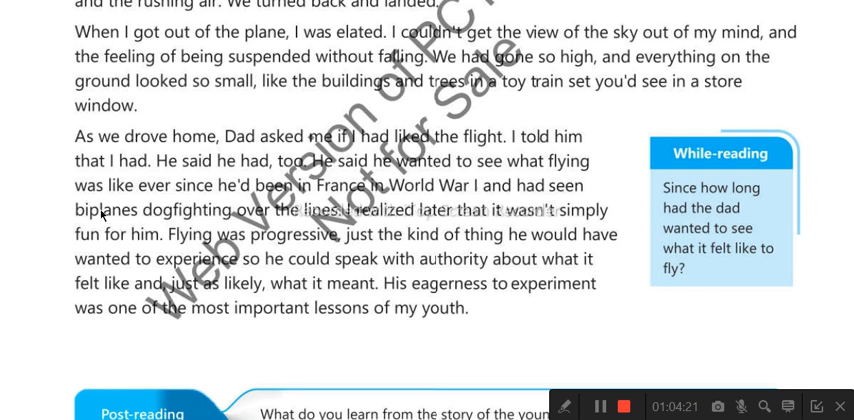 and the rushing air. We turned back and landed.
When I got out of the plane, I was elated. I couldn't get the view of the sky out of my mind, and
the feeling of being suspended without falling. We had gone so high, and everything on the
ground looked so small, like the buildings and trees in a toy train set you'd see in a store
window.
As we drove home, Dad asked me if I had liked the flight. I told him
that I had. He said he had, too. He said he wanted to see what flying
was like ever since he'd been in France in World War I and had seen
biplanes dogfighting over the lines. I realized later that it wasn't simply
fun for him. Flying was progressive, just the kind of thing he would have
wanted to experience so he could speak with authority about what it
felt like and, just as likely, what it meant. His eagerness to experiment
was one of the most important lessons of my youth.
While-reading
Since how long
had the dad
wanted to see
what it felt like to
fly?
Web Version of PC
Not for Sale
Post-reading
What do you learn from the story of the youn
01:04:21